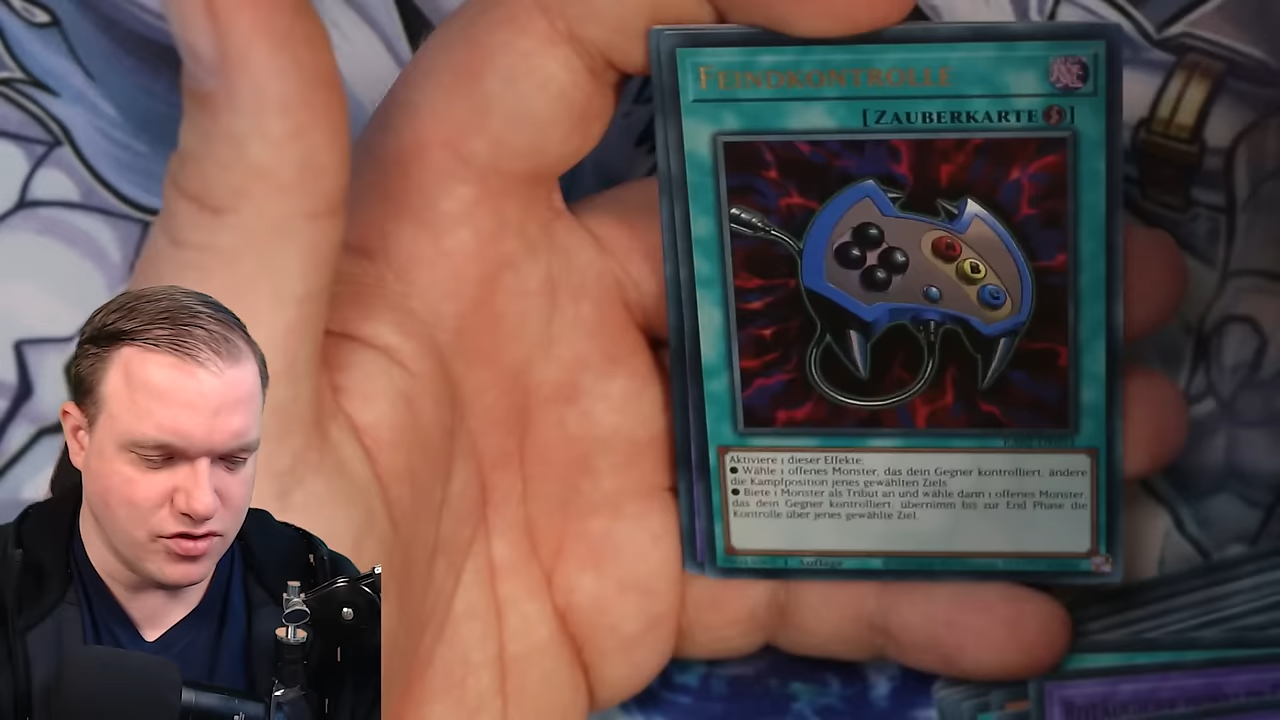 Feindkontrolle
[Zauberkarte]
A
B
C
Aktiviere 1 dieser Effekte:
● Wähle 1 offenes Monster, das dein Gegner kontrolliert; ändere
die Kampfposition jenes gewählten Ziels.
● Biete 1 Monster als Tribut an und wähle dann 1 offenes Monster,
das dein Gegner kontrolliert; übernimm bis zur End Phase die
Kontrolle über jenes gewählte Ziel.
1. Auflage